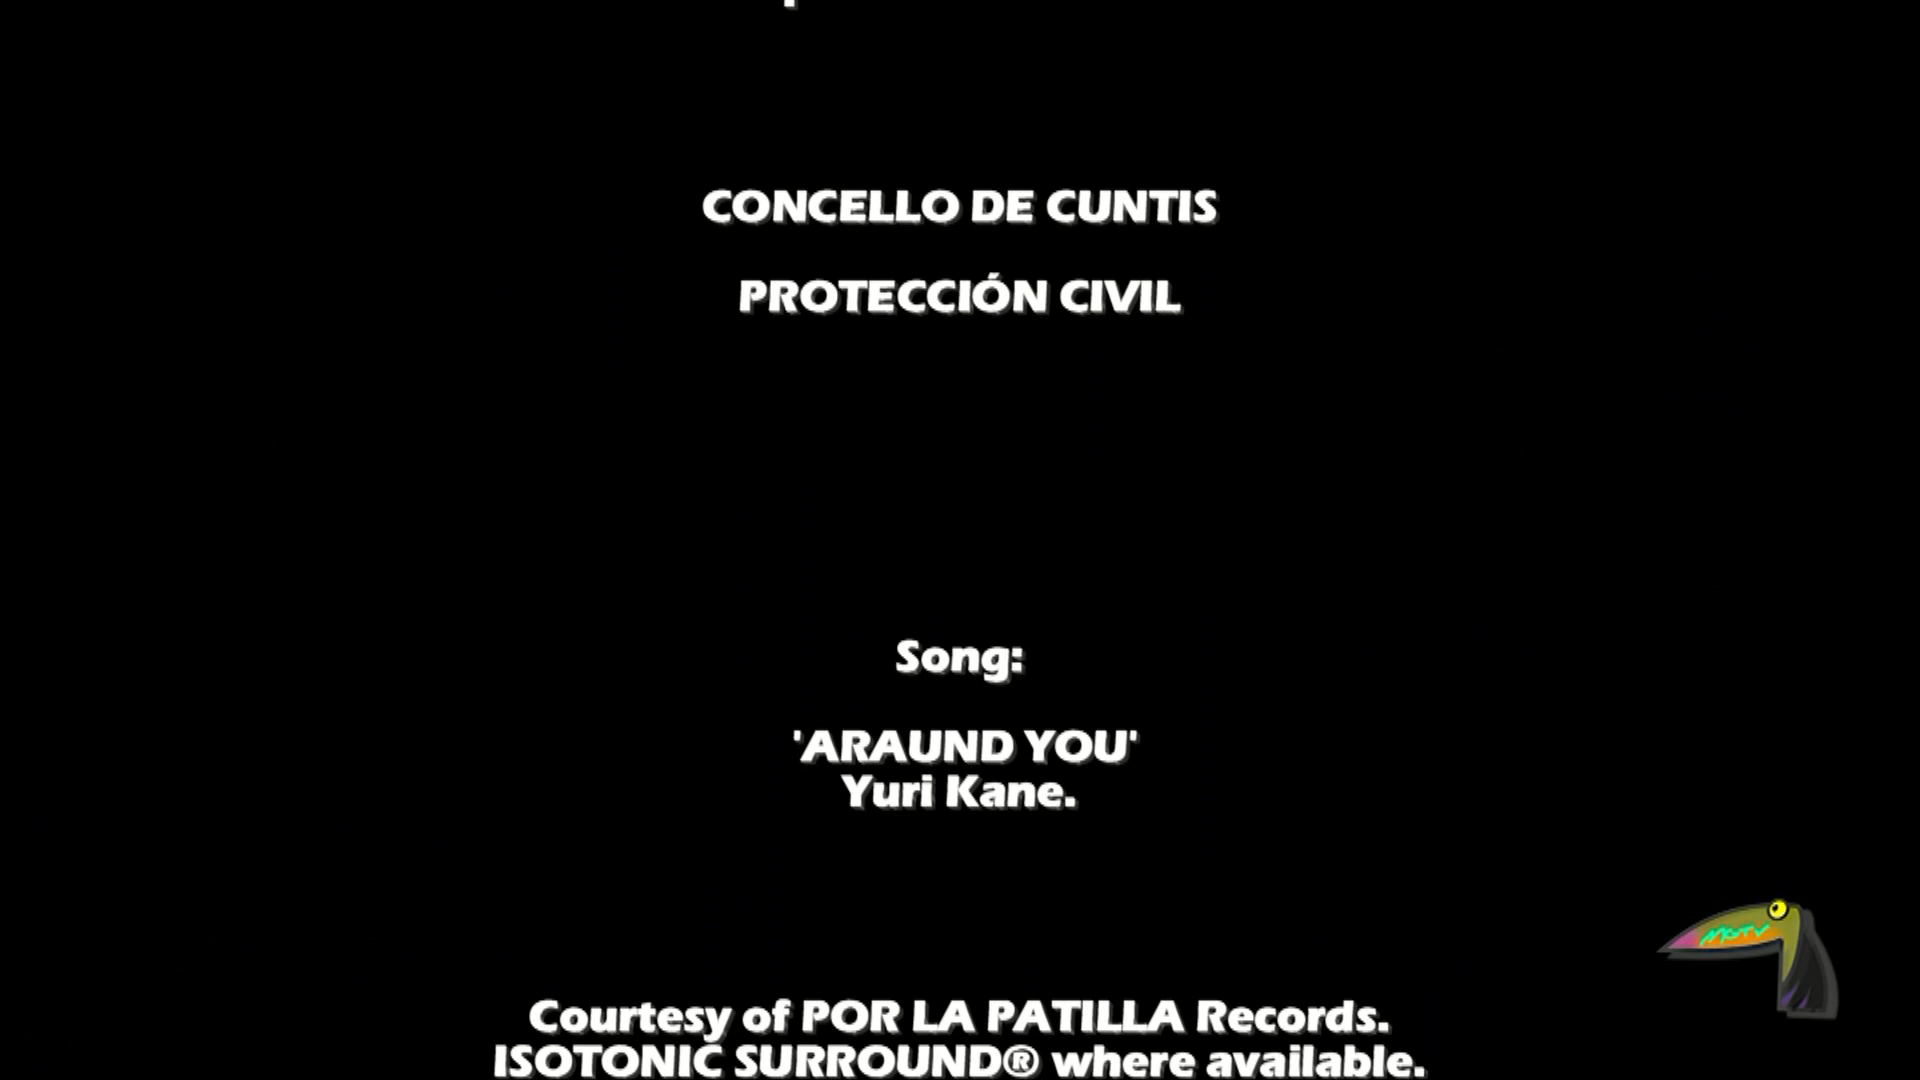 CONCELLO DE CUNTIS
PROTECCIÓN CIVIL
Song:
'ARAUND YOU'
Yuri Kane.
MGTV
Courtesy of POR LA PATILLA Records.
ISOTONIC SURROUND® where available.